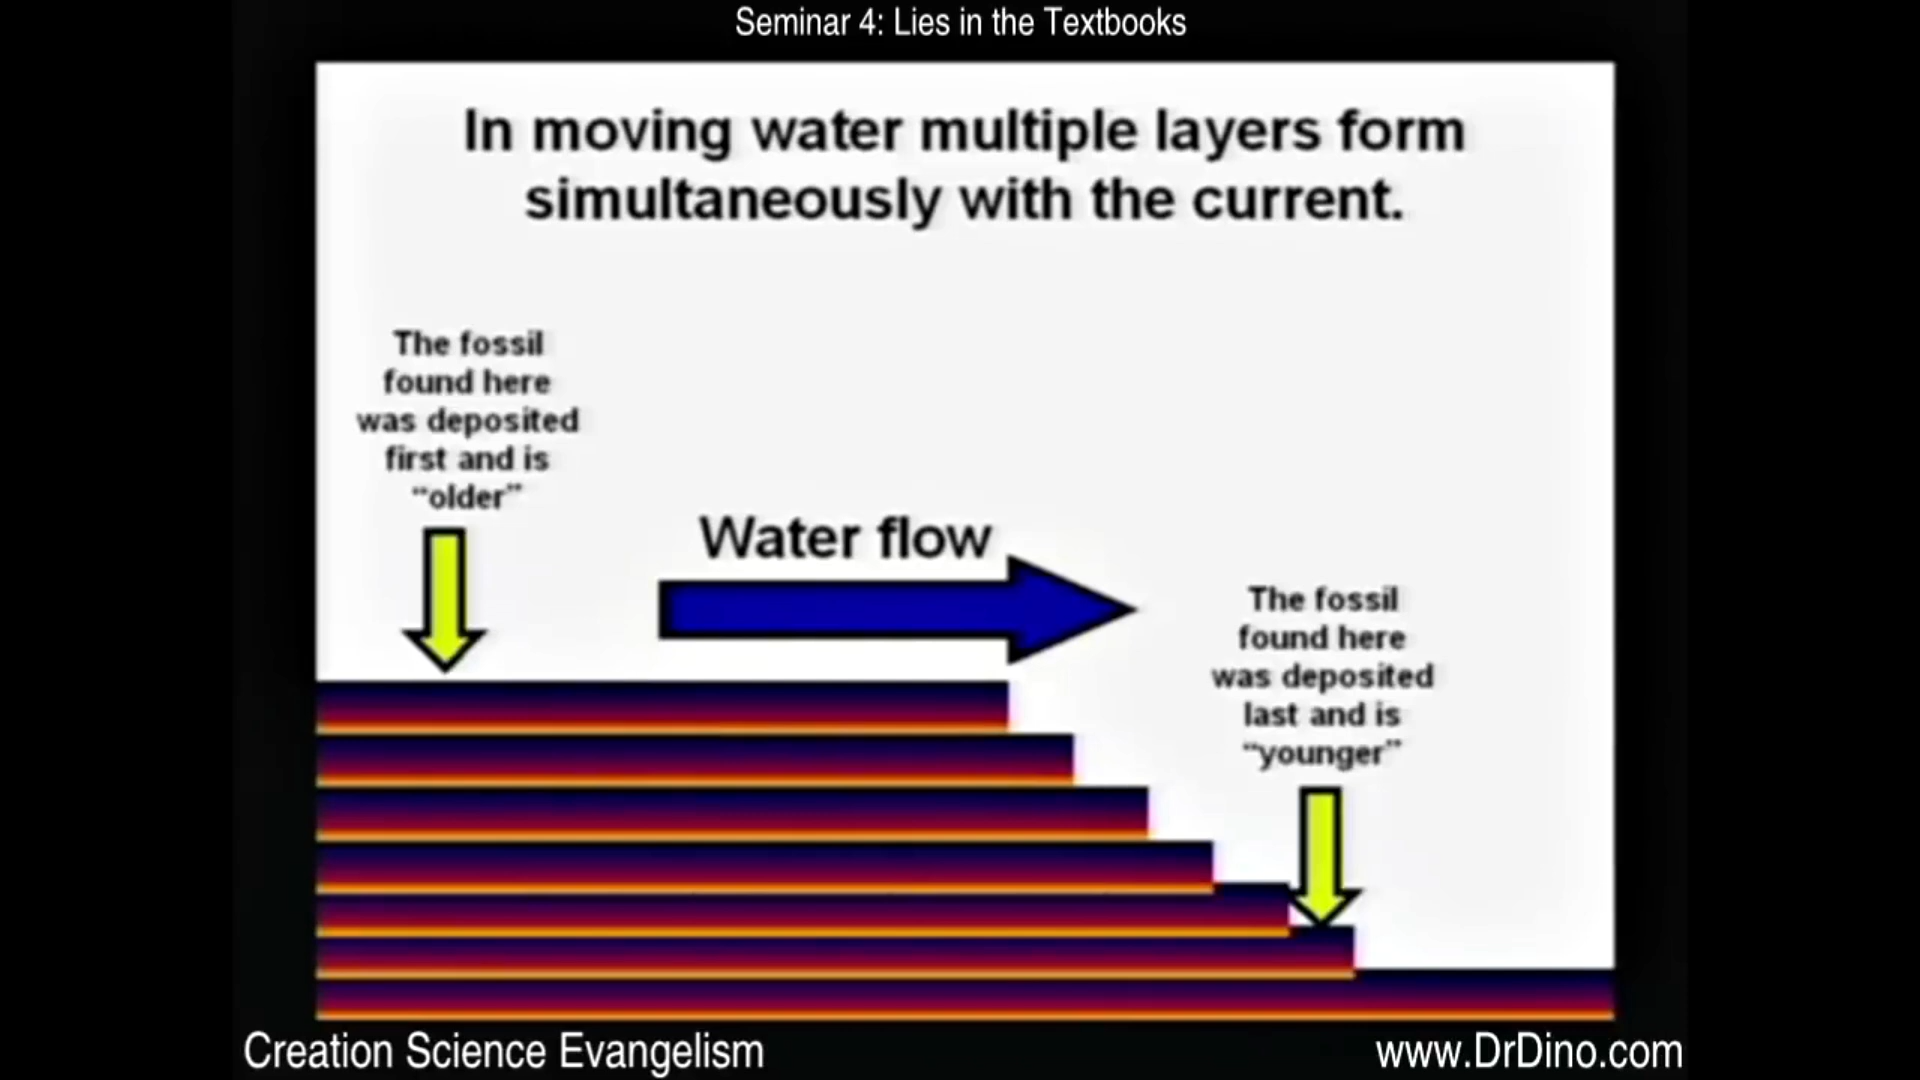 Seminar 4: Lies in the Textbooks
In moving water multiple layers form
simultaneously with the current.
The fossil
found here
was deposited
first and is
“older”
Water flow
The fossil
found here
was deposited
last and is
“younger”
Creation Science Evangelism
www.DrDino.com